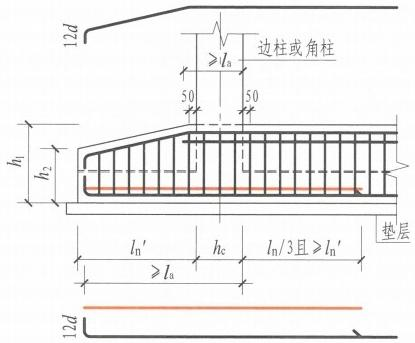 12d
边柱或角柱
≥la
50
50
h1
h2
垫层
ln′
hc
ln/3且≥ln′
≥la
12d